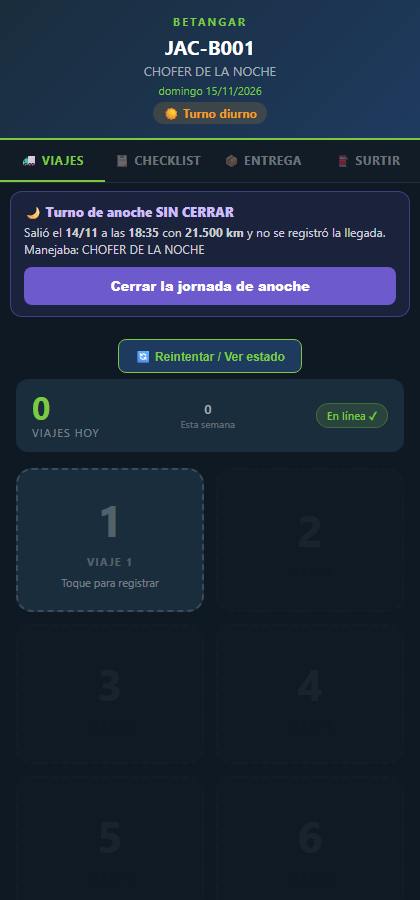 BETANGAR
JAC-B001
CHOFER DE LA NOCHE
domingo 15/11/2026
Turno diurno
VIAJES
CHECKLIST
ENTREGA
SURTIR
Turno de anoche SIN CERRAR
Salió el 14/11 a las 18:35 con 21.500 km y no se registró la llegada.
Manejaba: CHOFER DE LA NOCHE
Cerrar la jornada de anoche
Reintentar / Ver estado
0
VIAJES HOY
0
Esta semana
En línea ✓
1
VIAJE 1
Toque para registrar
2
3
4
5
6